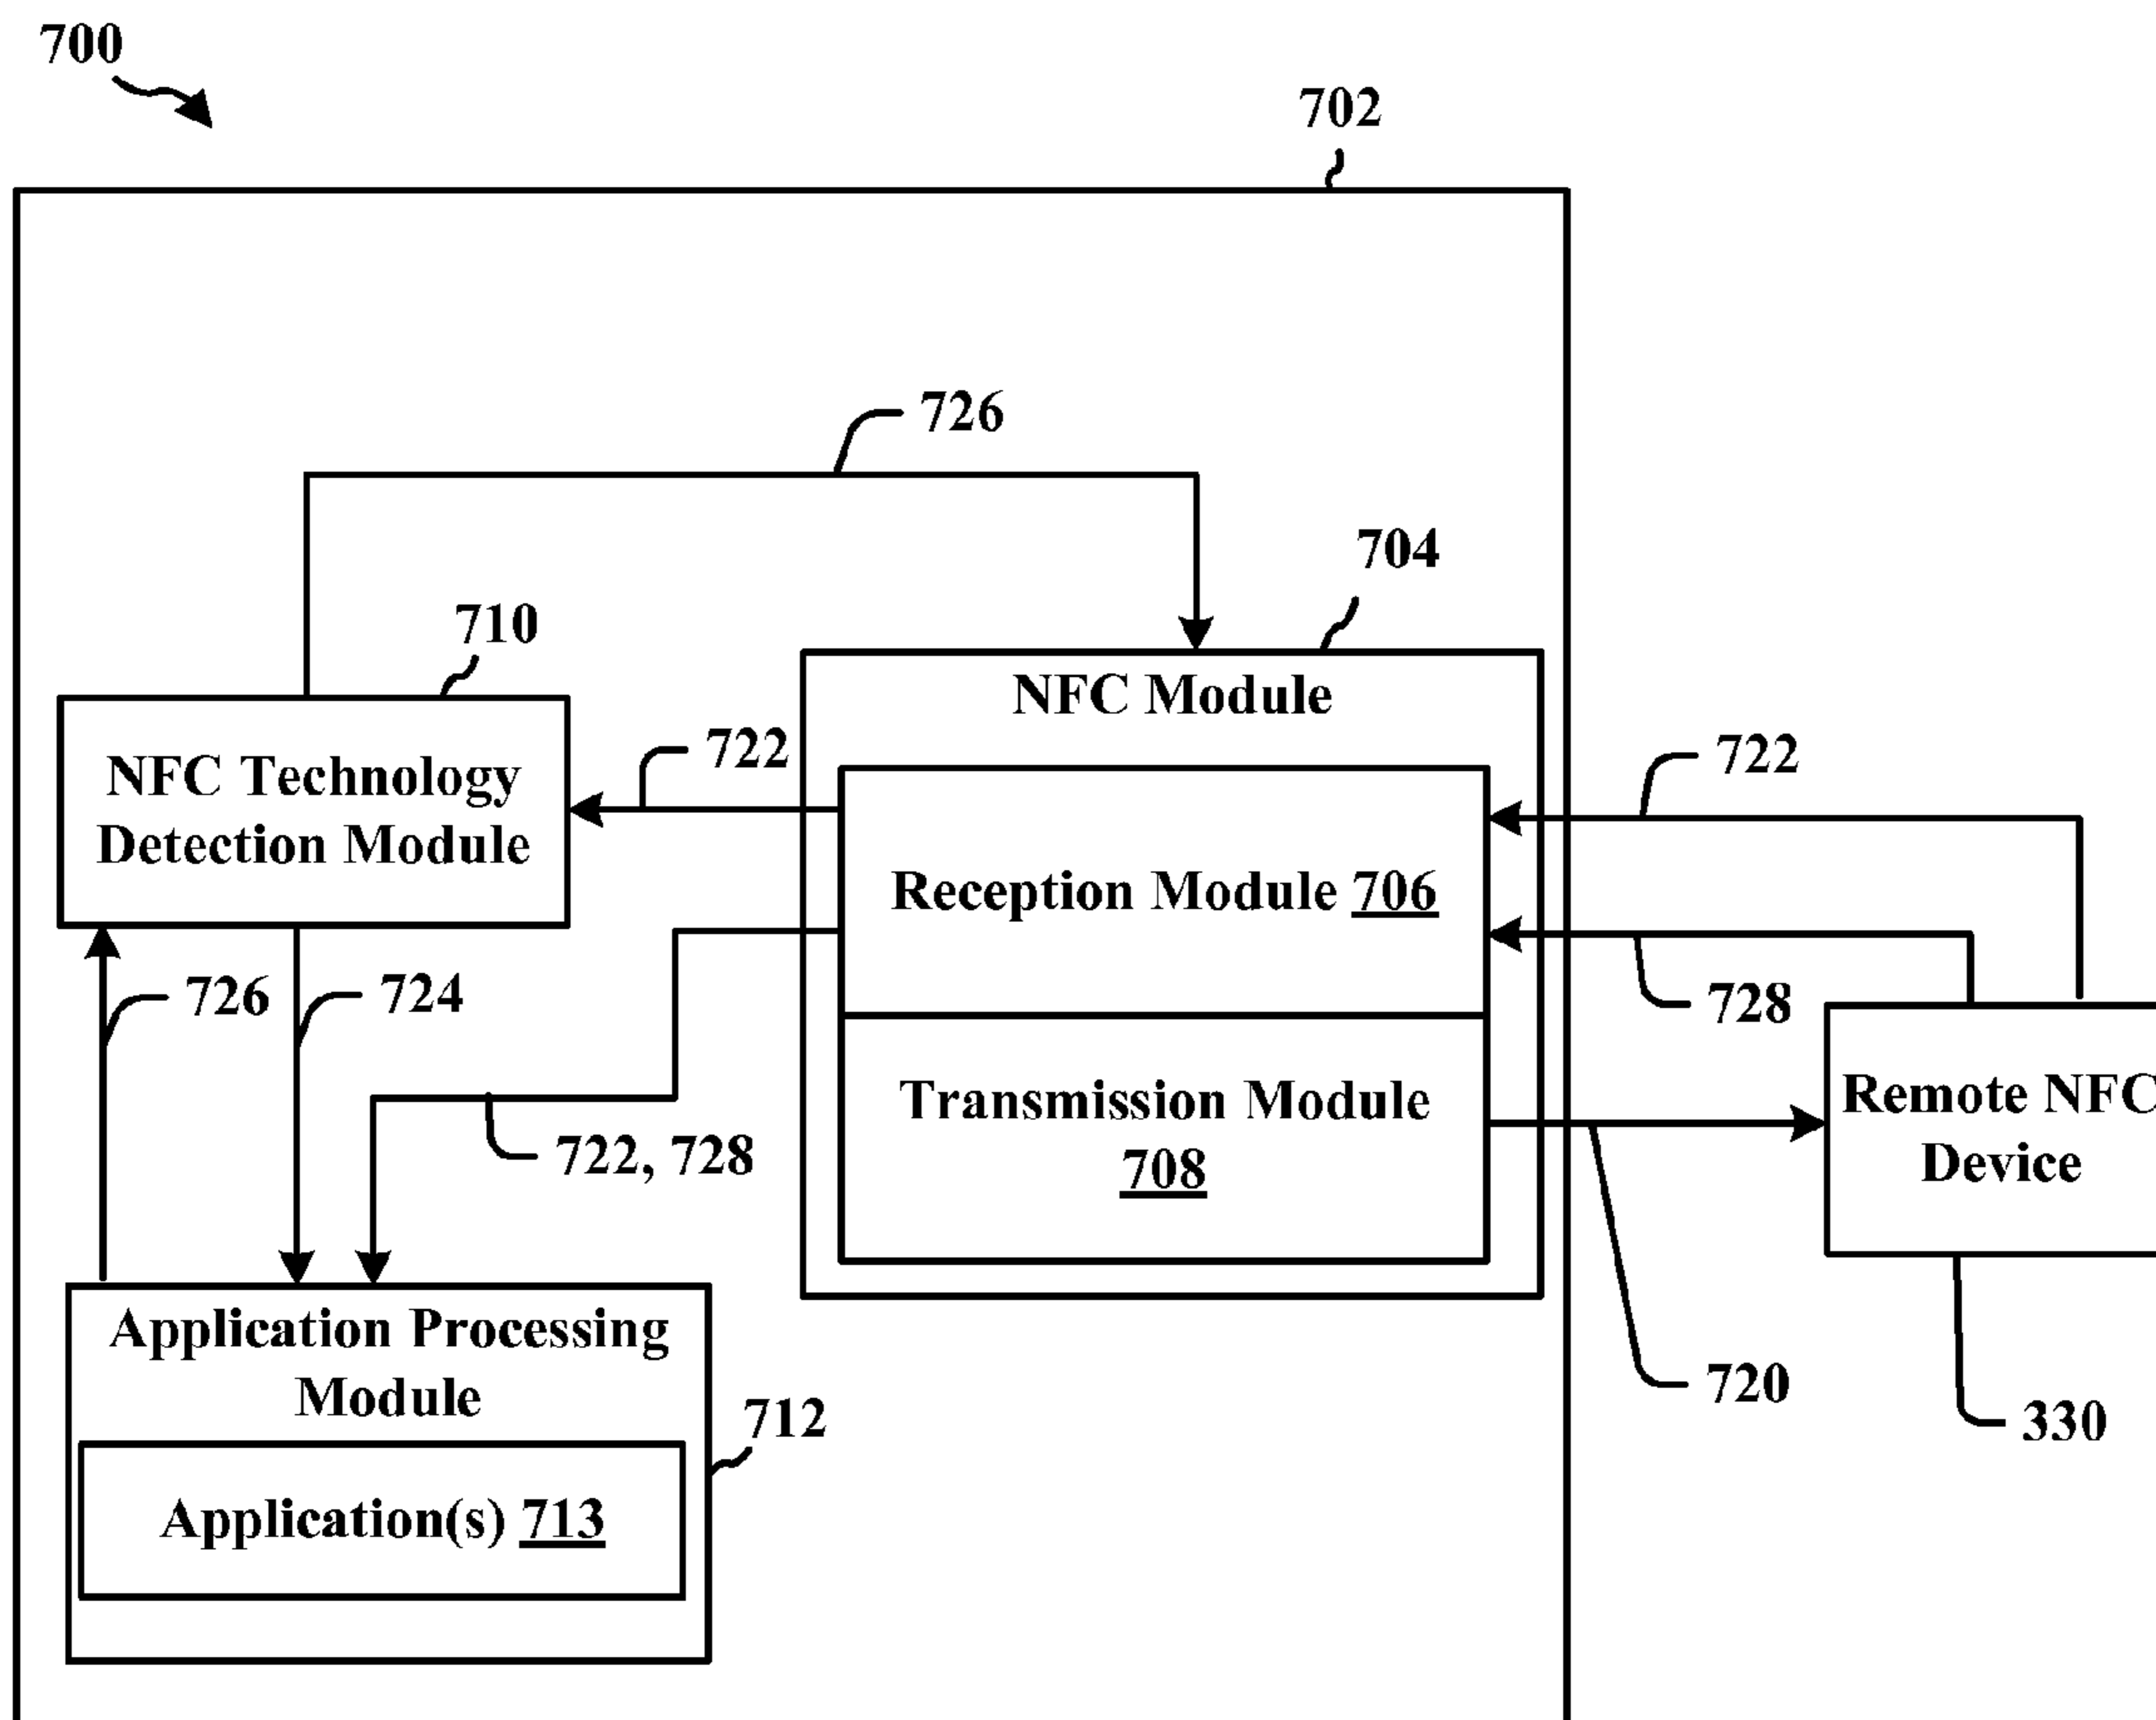 700
702
726
704
710
NFC Module
722
722
NFC Technology
Detection Module
Reception Module 706
726
724
728
Transmission Module
708
722, 728
Remote NFC
Device
720
330
Application Processing
Module
712
Application(s) 713